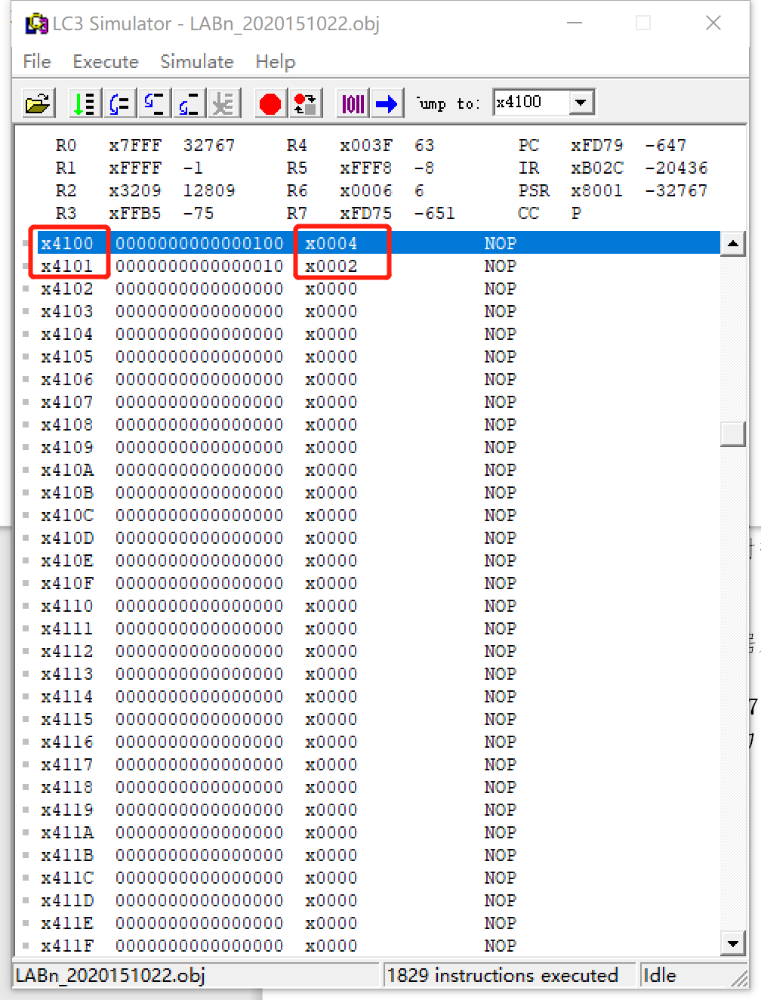 LC3 Simulator - LABn_2020151022.obj
File Execute Simulate Help
Jump to: x4100
R0 x7FFF 32767 R4 x003F 63 PC xFD79 -647
R1 xFFFF -1 R5 xFFF8 -8 IR xB02C -20436
R2 x3209 12809 R6 x0006 6 PSR x8001 -32767
R3 xFFB5 -75 R7 xFD75 -651 CC P
x4100 0000000000000100 x0004 NOP
x4101 0000000000000010 x0002 NOP
x4102 0000000000000000 x0000 NOP
x4103 0000000000000000 x0000 NOP
x4104 0000000000000000 x0000 NOP
x4105 0000000000000000 x0000 NOP
x4106 0000000000000000 x0000 NOP
x4107 0000000000000000 x0000 NOP
x4108 0000000000000000 x0000 NOP
x4109 0000000000000000 x0000 NOP
x410A 0000000000000000 x0000 NOP
x410B 0000000000000000 x0000 NOP
x410C 0000000000000000 x0000 NOP
x410D 0000000000000000 x0000 NOP
x410E 0000000000000000 x0000 NOP
x410F 0000000000000000 x0000 NOP
x4110 0000000000000000 x0000 NOP
x4111 0000000000000000 x0000 NOP
x4112 0000000000000000 x0000 NOP
x4113 0000000000000000 x0000 NOP
x4114 0000000000000000 x0000 NOP
x4115 0000000000000000 x0000 NOP
x4116 0000000000000000 x0000 NOP
x4117 0000000000000000 x0000 NOP
x4118 0000000000000000 x0000 NOP
x4119 0000000000000000 x0000 NOP
x411A 0000000000000000 x0000 NOP
x411B 0000000000000000 x0000 NOP
x411C 0000000000000000 x0000 NOP
x411D 0000000000000000 x0000 NOP
x411E 0000000000000000 x0000 NOP
x411F 0000000000000000 x0000 NOP
LABn_2020151022.obj 1829 instructions executed Idle